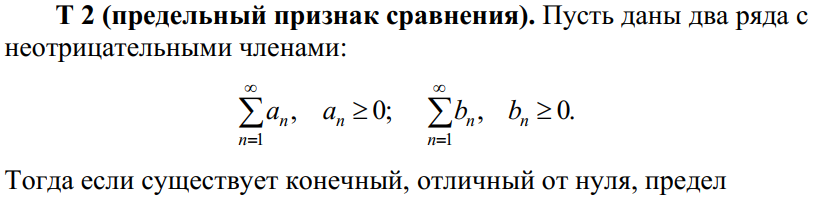 Т 2 (предельный признак сравнения). Пусть даны два ряда с
неотрицательными членами:
∑_{n=1}^{∞} a_n, a_n ≥ 0; ∑_{n=1}^{∞} b_n, b_n ≥ 0.
Тогда если существует конечный, отличный от нуля, предел